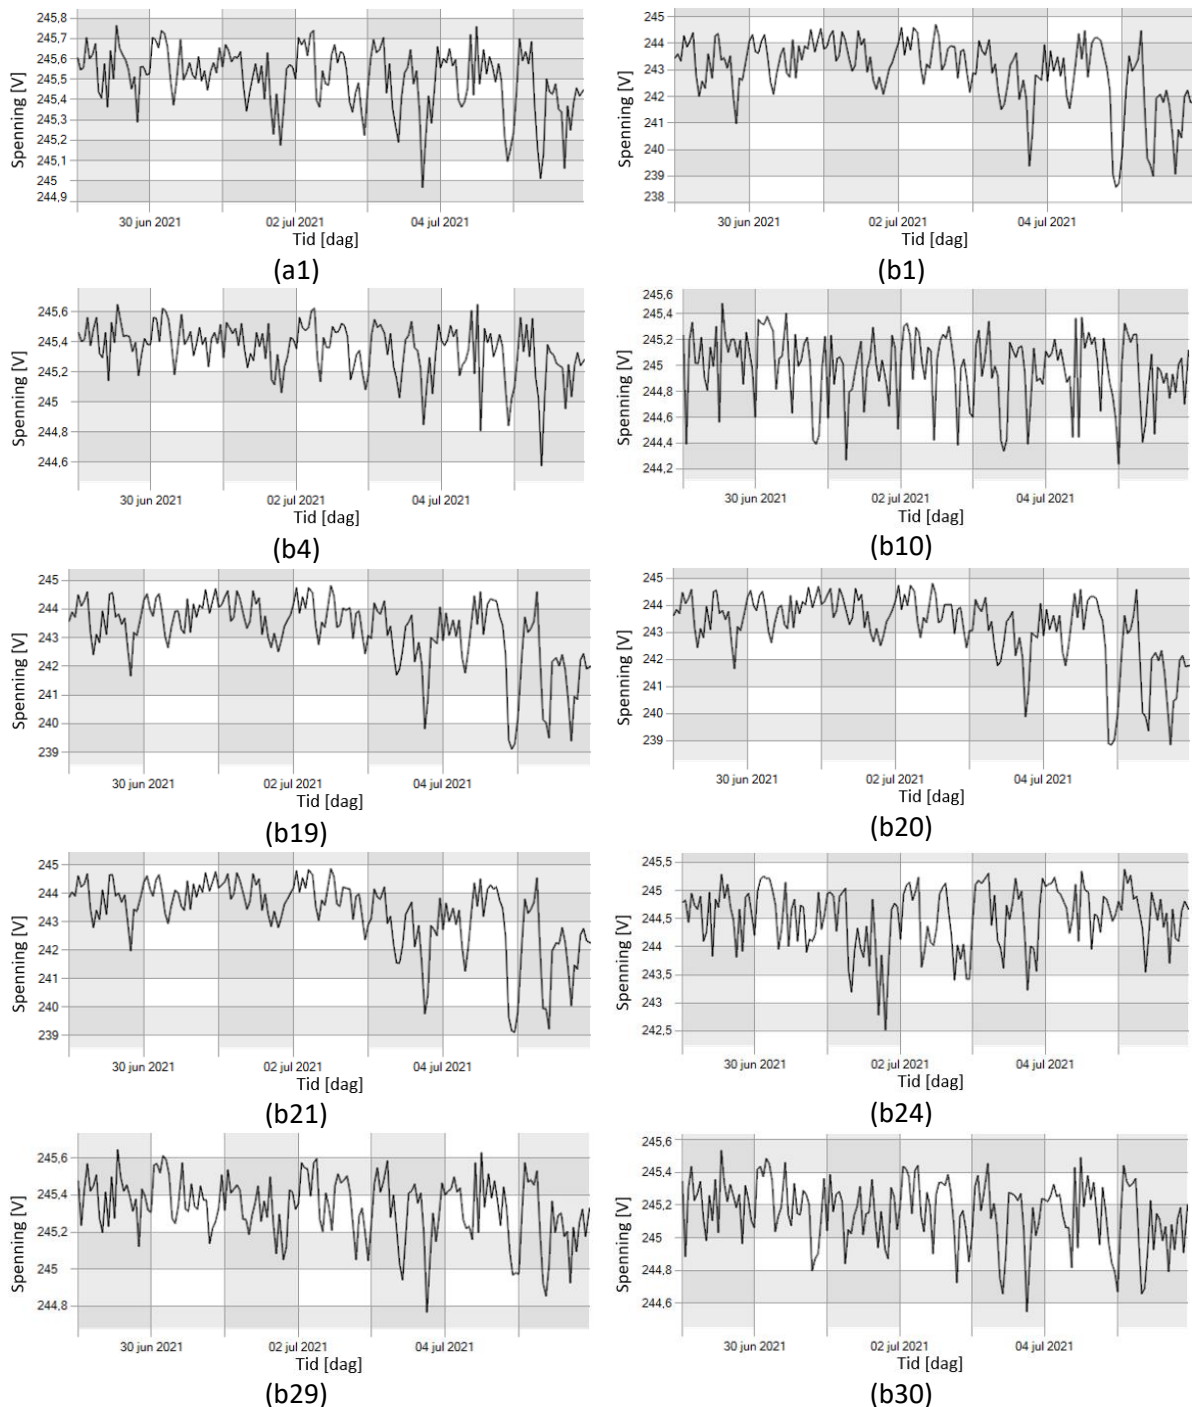 245,8
245,7
245,6
245,5
245,4
245,2
245,1
245
244,9
Spenning [V]
30 jun 2021 02 jul 2021 04 jul 2021
Tid [dag]
(a1)
245
244
243
242
241
240
239
238
Spenning [V]
30 jun 2021 02 jul 2021 04 jul 2021
Tid [dag]
(b1)
245,6
245,4
245,2
245
244,8
244,6
Spenning [V]
30 jun 2021 02 jul 2021 04 jul 2021
Tid [dag]
(b4)
245,6
245,4
245,2
245,0
244,8
244,6
244,4
244,2
Spenning [V]
30 jun 2021 02 jul 2021 04 jul 2021
Tid [dag]
(b10)
245
244
243
242
241
240
239
Spenning [V]
30 jun 2021 02 jul 2021 04 jul 2021
Tid [dag]
(b19)
245
244
243
242
241
240
239
Spenning [V]
30 jun 2021 02 jul 2021 04 jul 2021
Tid [dag]
(b20)
245
244
243
242
241
240
239
Spenning [V]
30 jun 2021 02 jul 2021 04 jul 2021
Tid [dag]
(b21)
245,5
245
244,5
244
243,5
243
242,5
Spenning [V]
30 jun 2021 02 jul 2021 04 jul 2021
Tid [dag]
(b24)
245,6
245,4
245,2
245
244,8
Spenning [V]
30 jun 2021 02 jul 2021 04 jul 2021
Tid [dag]
(b29)
245,6
245,4
245,2
245
244,8
244,6
Spenning [V]
30 jun 2021 02 jul 2021 04 jul 2021
Tid [dag]
(b30)